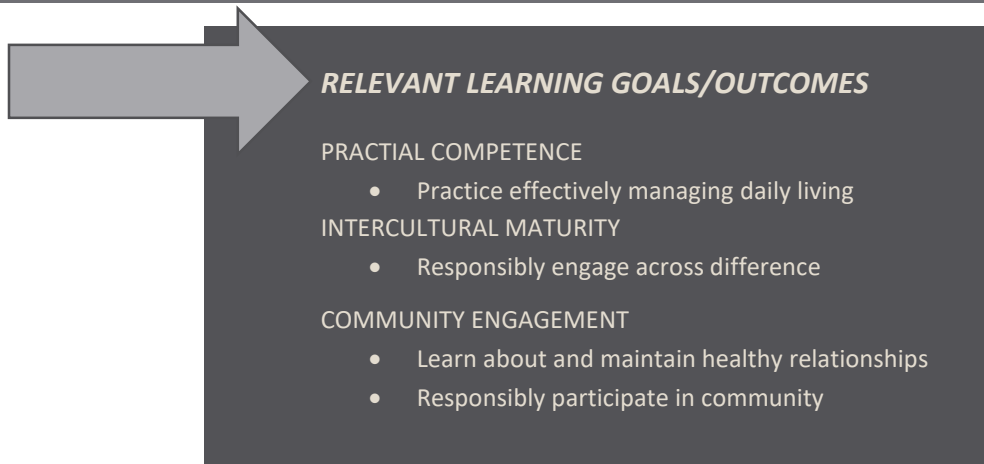 RELEVANT LEARNING GOALS/OUTCOMES
PRACTIAL COMPETENCE
• Practice effectively managing daily living
INTERCULTURAL MATURITY
• Responsibly engage across difference
COMMUNITY ENGAGEMENT
• Learn about and maintain healthy relationships
• Responsibly participate in community